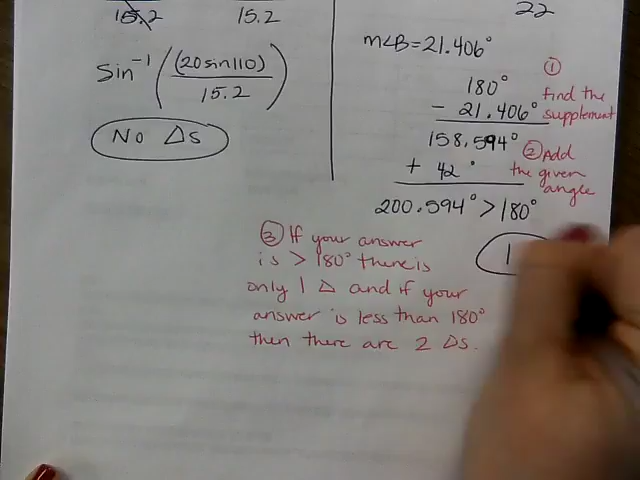 15.2 15.2
Sin⁻¹ ((20sin110)/15.2)
No Δs
22
m∠B=21.406°
180°
- 21.406°
158.594°
+ 42°
200.594° > 180°
1
① find the
supplement
② Add
the given
angle
③ If your answer
is > 180° there is
only 1 Δ and if your
answer is less than 180°
then there are 2 Δs.